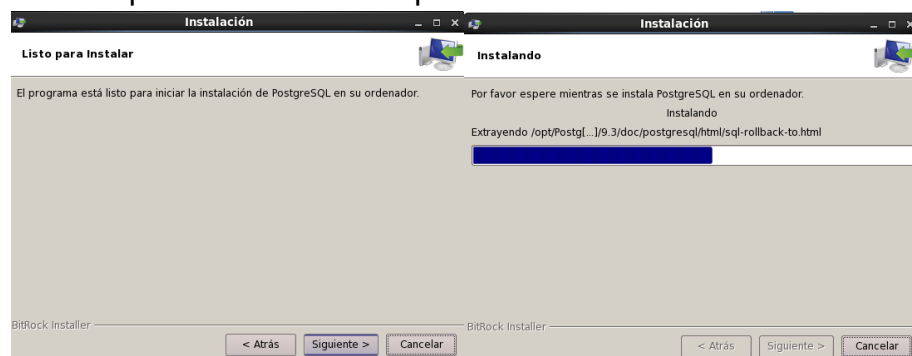 Instalación
Listo para Instalar
El programa está listo para iniciar la instalación de PostgreSQL en su ordenador.
BitRock Installer
< Atrás
Siguiente >
Cancelar
Instalación
Instalando
Por favor espere mientras se instala PostgreSQL en su ordenador.
Instalando
Extrayendo /opt/Postg[...]/9.3/doc/postgresql/html/sql-rollback-to.html
BitRock Installer
< Atrás
Siguiente >
Cancelar